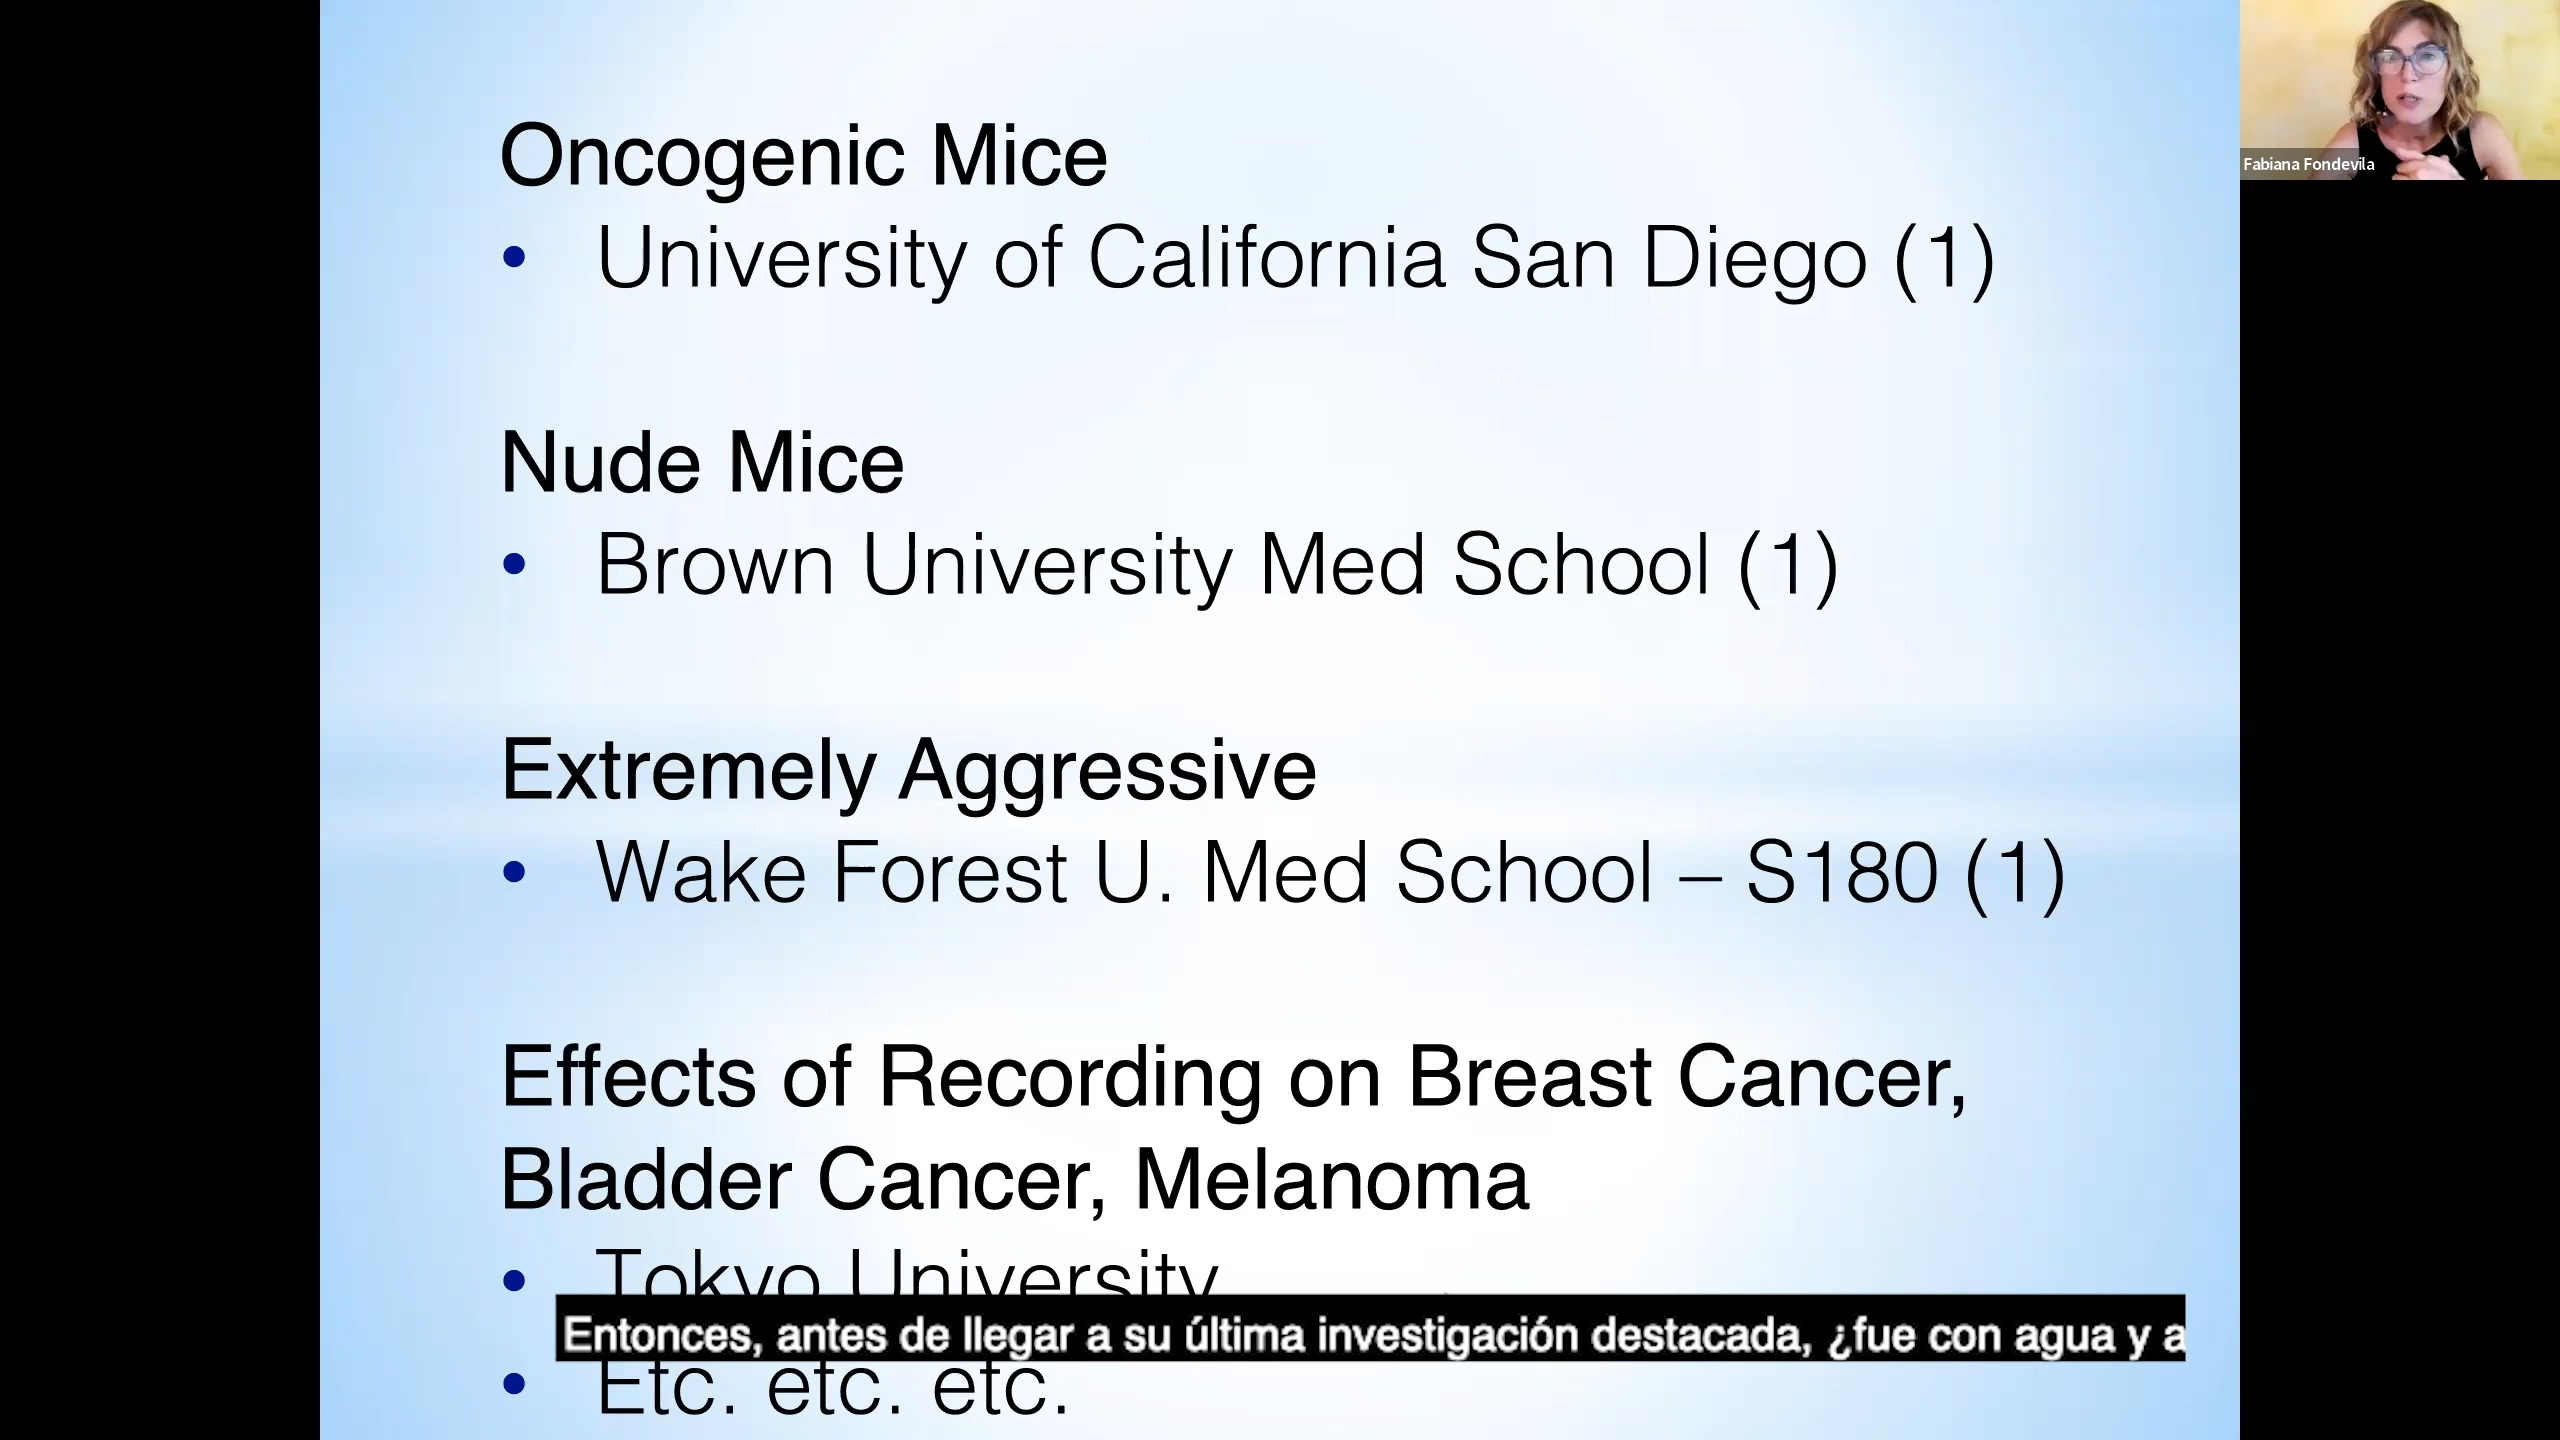 Oncogenic Mice
• University of California San Diego (1)
Nude Mice
• Brown University Med School (1)
Extremely Aggressive
• Wake Forest U. Med School – S180 (1)
Effects of Recording on Breast Cancer,
Bladder Cancer, Melanoma
• Tokyo University
Entonces, antes de llegar a su última investigación destacada, ¿fue con agua y a
• Etc. etc. etc.
Fabiana Fondevila